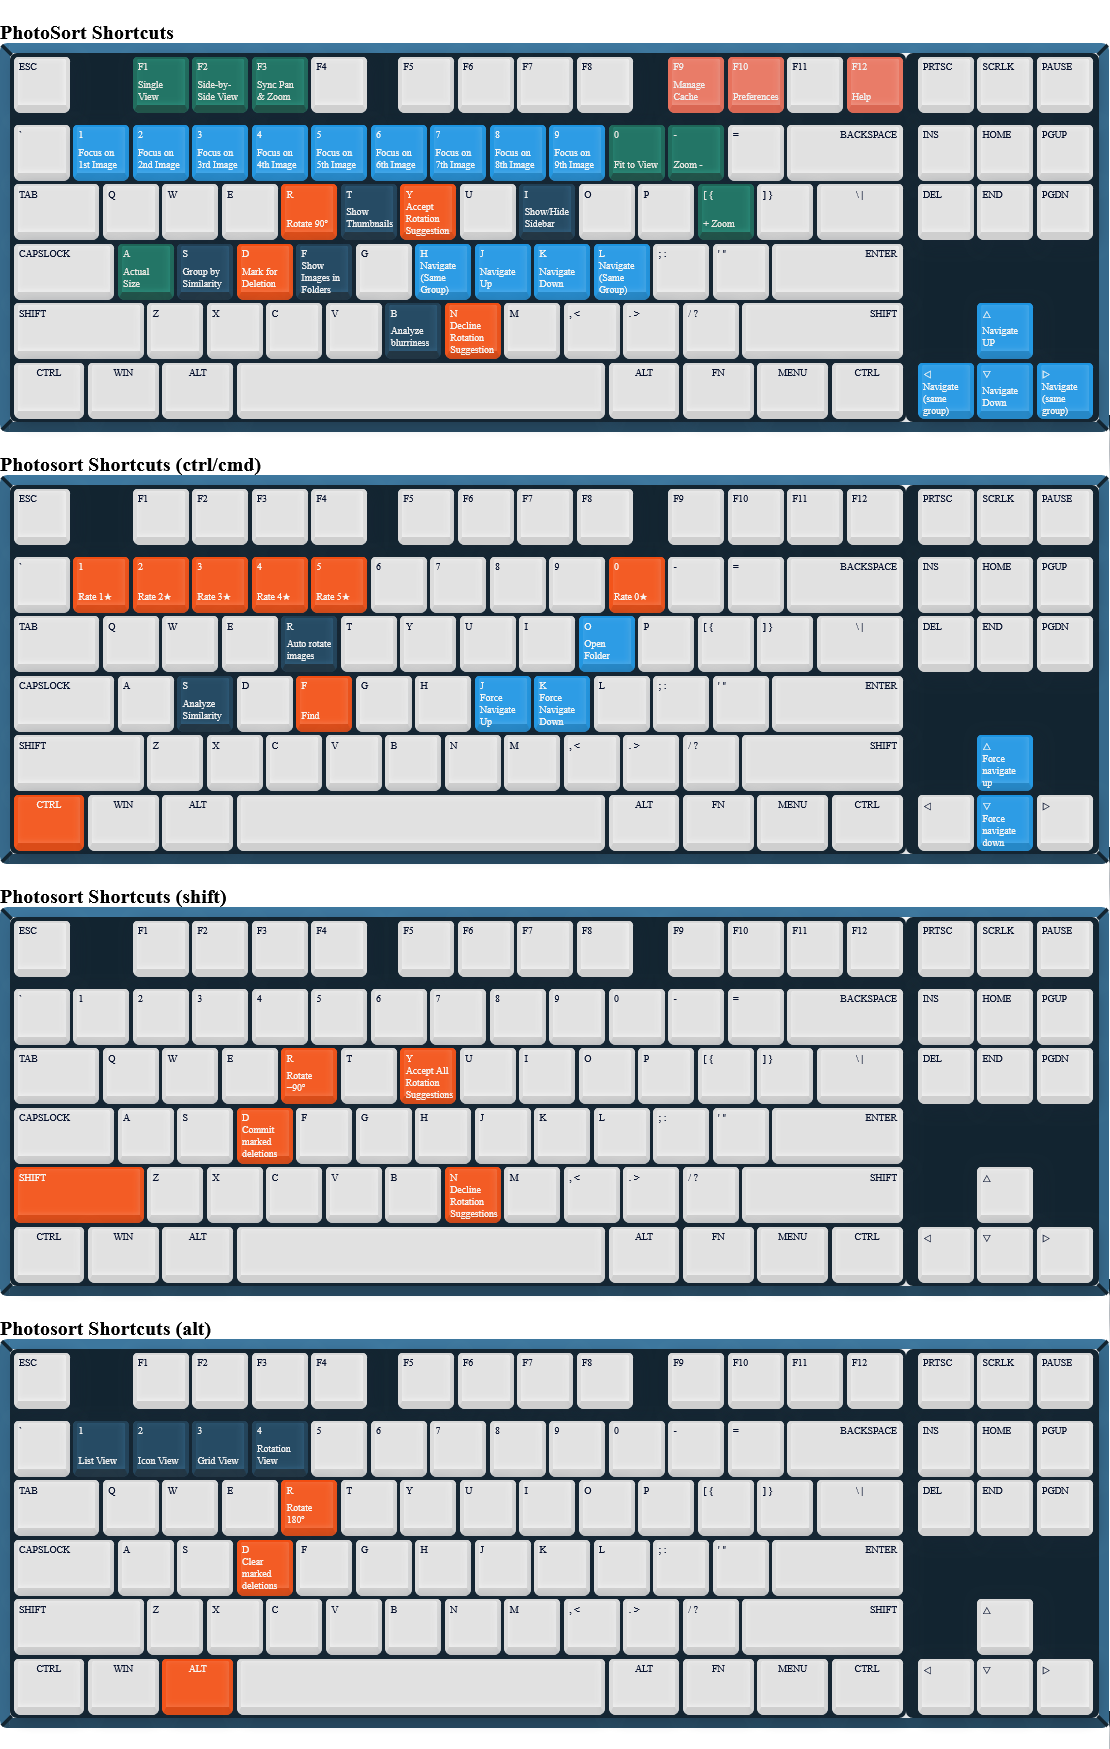 PhotoSort Shortcuts
ESC F1 F2 F3 F4 F5 F6 F7 F8 F9 F10 F11 F12 PRTSC SCRLK PAUSE
Single Side-by- Sync Pan Manage
View Side View & Zoom Cache Preferences Help
` 1 2 3 4 5 6 7 8 9 0 - = BACKSPACE INS HOME PGUP
Focus on Focus on Focus on Focus on Focus on Focus on Focus on Focus on Focus on
1st Image 2nd Image 3rd Image 4th Image 5th Image 6th Image 7th Image 8th Image 9th Image Fit to View Zoom -
TAB Q W E R T Y U I O P [ { ] } \ | DEL END PGDN
Accept
Show Rotation Show/Hide
Rotate 90° Thumbnails Suggestion Sidebar + Zoom
CAPSLOCK A S D F G H J K L ; : ' " ENTER
Show Navigate Navigate
Actual Group by Mark for Images in (Same Navigate Navigate (Same
Size Similarity Deletion Folders Group) Up Down Group)
SHIFT Z X C V B N M , < . > / ? SHIFT △
Decline
Analyze Rotation Navigate
blurriness Suggestion UP
CTRL WIN ALT ALT FN MENU CTRL ◁ ▽ ▷
Navigate Navigate
(same Navigate (same
group) Down group)
Photosort Shortcuts (ctrl/cmd)
ESC F1 F2 F3 F4 F5 F6 F7 F8 F9 F10 F11 F12 PRTSC SCRLK PAUSE
` 1 2 3 4 5 6 7 8 9 0 - = BACKSPACE INS HOME PGUP
Rate 1★ Rate 2★ Rate 3★ Rate 4★ Rate 5★ Rate 0★
TAB Q W E R T Y U I O P [ { ] } \ | DEL END PGDN
Auto rotate Open
images Folder
CAPSLOCK A S D F G H J K L ; : ' " ENTER
Force Force
Analyze Navigate Navigate
Similarity Find Up Down
SHIFT Z X C V B N M , < . > / ? SHIFT △
Force
navigate
up
CTRL WIN ALT ALT FN MENU CTRL ◁ ▽ ▷
Force
navigate
down
Photosort Shortcuts (shift)
ESC F1 F2 F3 F4 F5 F6 F7 F8 F9 F10 F11 F12 PRTSC SCRLK PAUSE
` 1 2 3 4 5 6 7 8 9 0 - = BACKSPACE INS HOME PGUP
TAB Q W E R T Y U I O P [ { ] } \ | DEL END PGDN
Accept All
Rotate Rotation
−90° Suggestions
CAPSLOCK A S D F G H J K L ; : ' " ENTER
Commit
marked
deletions
SHIFT Z X C V B N M , < . > / ? SHIFT △
Decline
Rotation
Suggestions
CTRL WIN ALT ALT FN MENU CTRL ◁ ▽ ▷
Photosort Shortcuts (alt)
ESC F1 F2 F3 F4 F5 F6 F7 F8 F9 F10 F11 F12 PRTSC SCRLK PAUSE
` 1 2 3 4 5 6 7 8 9 0 - = BACKSPACE INS HOME PGUP
Rotation
List View Icon View Grid View View
TAB Q W E R T Y U I O P [ { ] } \ | DEL END PGDN
Rotate
180°
CAPSLOCK A S D F G H J K L ; : ' " ENTER
Clear
marked
deletions
SHIFT Z X C V B N M , < . > / ? SHIFT △
CTRL WIN ALT ALT FN MENU CTRL ◁ ▽ ▷